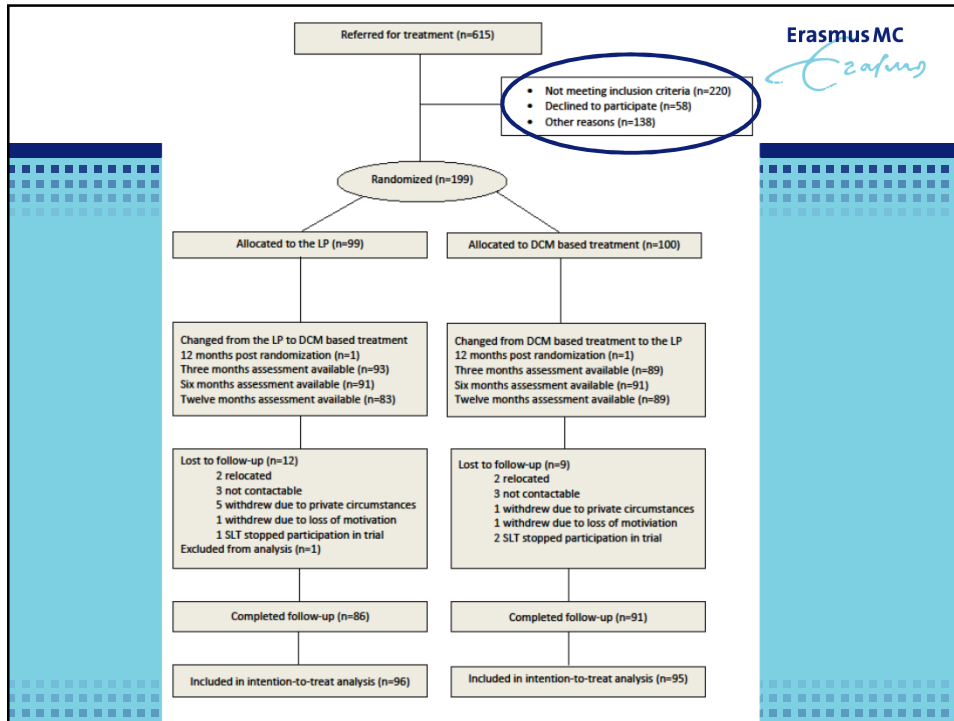 Referred for treatment (n=615)
Erasmus MC
Erasmus
• Not meeting inclusion criteria (n=220)
• Declined to participate (n=58)
• Other reasons (n=138)
Randomized (n=199)
Allocated to the LP (n=99)
Allocated to DCM based treatment (n=100)
Changed from the LP to DCM based treatment
12 months post randomization (n=1)
Three months assessment available (n=93)
Six months assessment available (n=91)
Twelve months assessment available (n=83)
Changed from DCM based treatment to the LP
12 months post randomization (n=1)
Three months assessment available (n=89)
Six months assessment available (n=91)
Twelve months assessment available (n=89)
Lost to follow-up (n=12)
2 relocated
3 not contactable
5 withdrew due to private circumstances
1 withdrew due to loss of motivation
1 SLT stopped participation in trial
Excluded from analysis (n=1)
Lost to follow-up (n=9)
2 relocated
3 not contactable
1 withdrew due to private circumstances
1 withdrew due to loss of motiviation
2 SLT stopped participation in trial
Completed follow-up (n=86)
Completed follow-up (n=91)
Included in intention-to-treat analysis (n=96)
Included in intention-to-treat analysis (n=95)